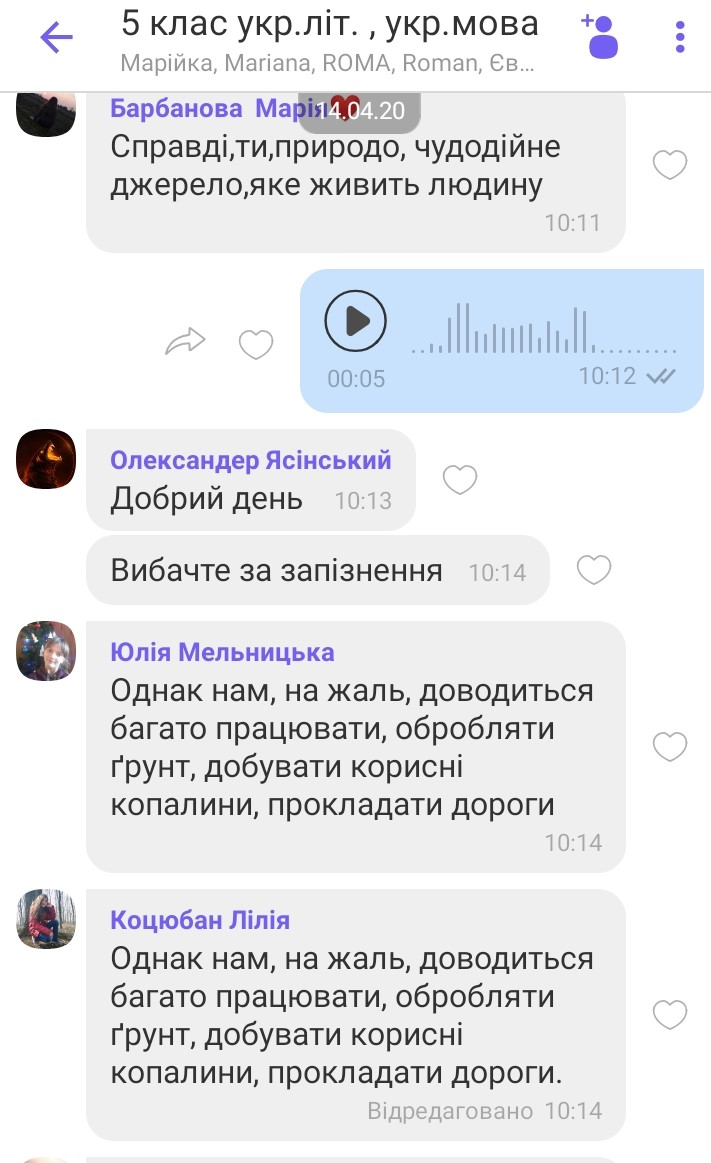 5 клас укр.літ. , укр.мова
Марійка, Mariana, ROMA, Roman, Єв...
14.04.20
Барбанова Марія
Справді,ти,природо, чудодійне
джерело,яке живить людину
10:11
00:05
10:12
Олександер Ясінський
Добрий день 10:13
Вибачте за запізнення 10:14
Юлія Мельницька
Однак нам, на жаль, доводиться
багато працювати, обробляти
ґрунт, добувати корисні
копалини, прокладати дороги
10:14
Коцюбан Лілія
Однак нам, на жаль, доводиться
багато працювати, обробляти
ґрунт, добувати корисні
копалини, прокладати дороги.
Відредаговано 10:14